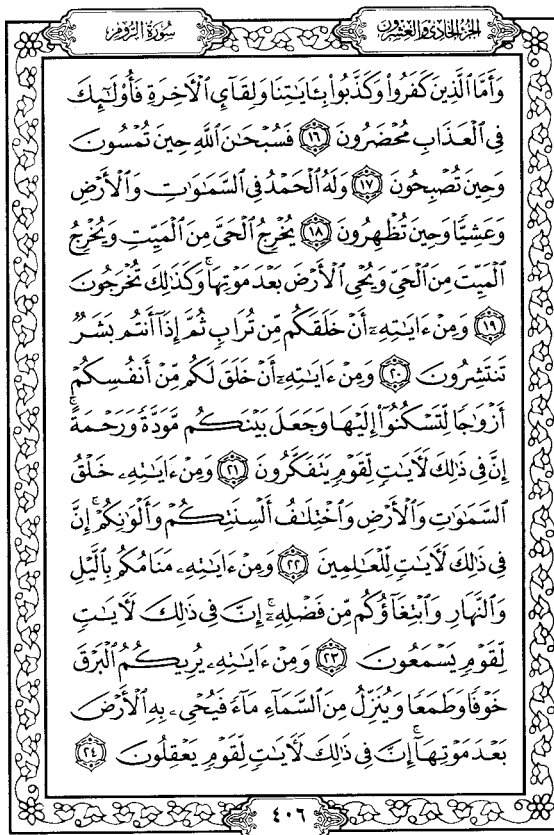 الجزء الحادي والعشرون
سورة الروم
وَأَمَّا ٱلَّذِينَ كَفَرُوا۟ وَكَذَّبُوا۟ بِـَٔايَـٰتِنَا وَلِقَآئِ ٱلْـَٔاخِرَةِ فَأُو۟لَـٰٓئِكَ
فِى ٱلْعَذَابِ مُحْضَرُونَ ١٦ فَسُبْحَـٰنَ ٱللَّهِ حِينَ تُمْسُونَ
وَحِينَ تُصْبِحُونَ ١٧ وَلَهُ ٱلْحَمْدُ فِى ٱلسَّمَـٰوَٰتِ وَٱلْأَرْضِ
وَعَشِيًّا وَحِينَ تُظْهِرُونَ ١٨ يُخْرِجُ ٱلْحَىَّ مِنَ ٱلْمَيِّتِ وَيُخْرِجُ
ٱلْمَيِّتَ مِنَ ٱلْحَىِّ وَيُحْىِ ٱلْأَرْضَ بَعْدَ مَوْتِهَا ۚ وَكَذَٰلِكَ تُخْرَجُونَ
١٩ وَمِنْ ءَايَـٰتِهِۦٓ أَنْ خَلَقَكُم مِّن تُرَابٍ ثُمَّ إِذَآ أَنتُم بَشَرٌ
تَنتَشِرُونَ ٢٠ وَمِنْ ءَايَـٰتِهِۦٓ أَنْ خَلَقَ لَكُم مِّنْ أَنفُسِكُمْ
أَزْوَٰجًا لِّتَسْكُنُوٓا۟ إِلَيْهَا وَجَعَلَ بَيْنَكُم مَّوَدَّةً وَرَحْمَةً ۚ
إِنَّ فِى ذَٰلِكَ لَـَٔايَـٰتٍ لِّقَوْمٍ يَتَفَكَّرُونَ ٢١ وَمِنْ ءَايَـٰتِهِۦ خَلْقُ
ٱلسَّمَـٰوَٰتِ وَٱلْأَرْضِ وَٱخْتِلَـٰفُ أَلْسِنَتِكُمْ وَأَلْوَٰنِكُمْ ۚ إِنَّ
فِى ذَٰلِكَ لَـَٔايَـٰتٍ لِّلْعَـٰلِمِينَ ٢٢ وَمِنْ ءَايَـٰتِهِۦ مَنَامُكُم بِٱلَّيْلِ
وَٱلنَّهَارِ وَٱبْتِغَآؤُكُم مِّن فَضْلِهِۦٓ ۚ إِنَّ فِى ذَٰلِكَ لَـَٔايَـٰتٍ
لِّقَوْمٍ يَسْمَعُونَ ٢٣ وَمِنْ ءَايَـٰتِهِۦ يُرِيكُمُ ٱلْبَرْقَ
خَوْفًا وَطَمَعًا وَيُنَزِّلُ مِنَ ٱلسَّمَآءِ مَآءً فَيُحْىِۦ بِهِ ٱلْأَرْضَ
بَعْدَ مَوْتِهَآ ۚ إِنَّ فِى ذَٰلِكَ لَـَٔايَـٰتٍ لِّقَوْمٍ يَعْقِلُونَ ٢٤
٤٠٦